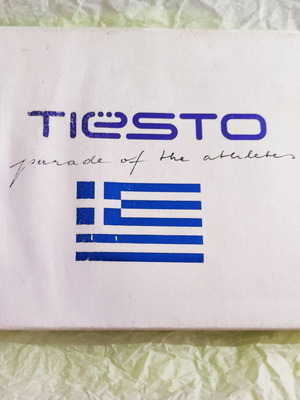 TIËSTO
parade of the athletes